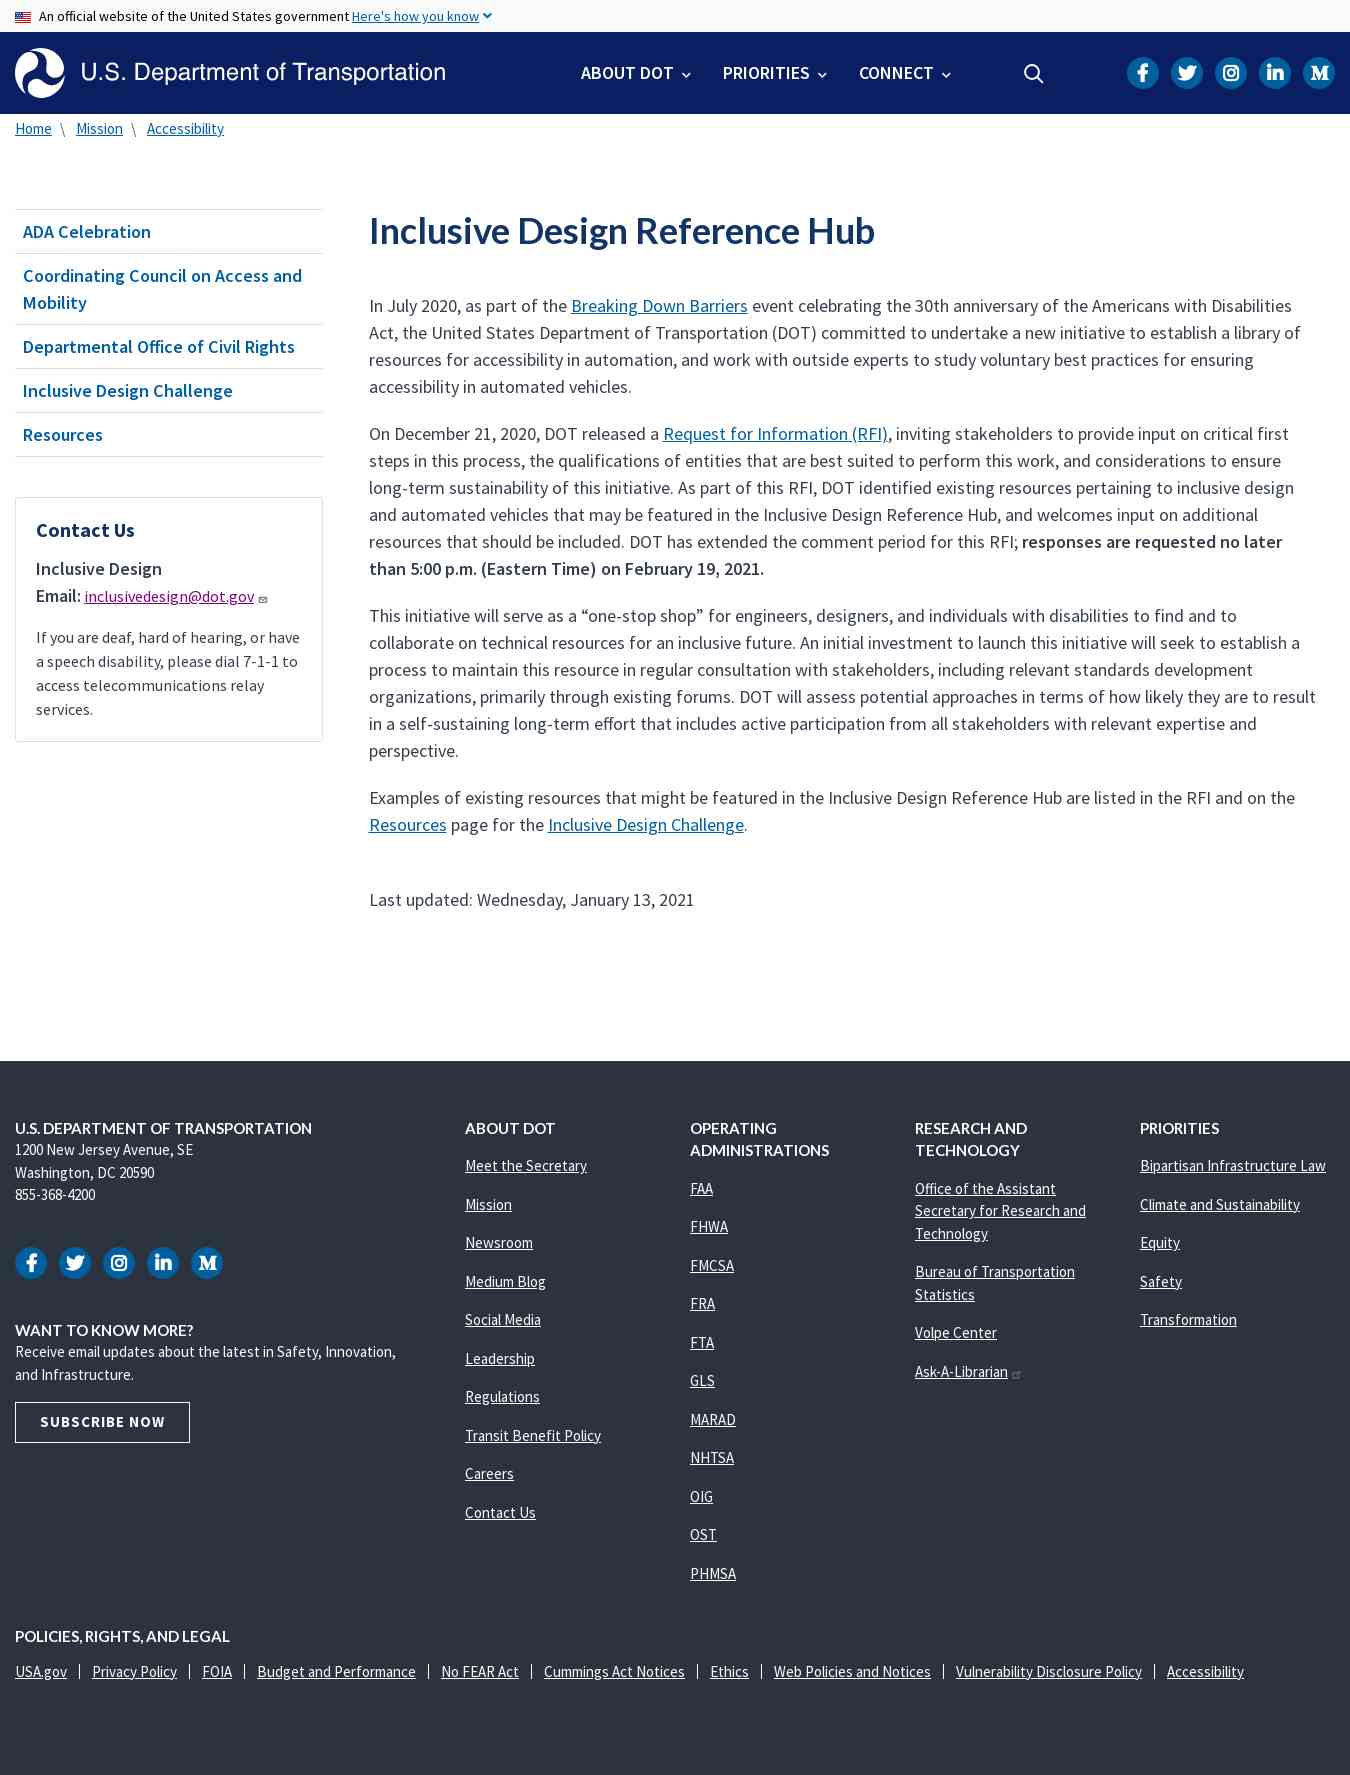 An official website of the United States government Here's how you know
U.S. Department of Transportation
ABOUT DOT
PRIORITIES
CONNECT
Home \ Mission \ Accessibility
ADA Celebration
Coordinating Council on Access and
Mobility
Departmental Office of Civil Rights
Inclusive Design Challenge
Resources
Contact Us
Inclusive Design
Email: inclusivedesign@dot.gov
If you are deaf, hard of hearing, or have
a speech disability, please dial 7-1-1 to
access telecommunications relay
services.
Inclusive Design Reference Hub
In July 2020, as part of the Breaking Down Barriers event celebrating the 30th anniversary of the Americans with Disabilities
Act, the United States Department of Transportation (DOT) committed to undertake a new initiative to establish a library of
resources for accessibility in automation, and work with outside experts to study voluntary best practices for ensuring
accessibility in automated vehicles.
On December 21, 2020, DOT released a Request for Information (RFI), inviting stakeholders to provide input on critical first
steps in this process, the qualifications of entities that are best suited to perform this work, and considerations to ensure
long-term sustainability of this initiative. As part of this RFI, DOT identified existing resources pertaining to inclusive design
and automated vehicles that may be featured in the Inclusive Design Reference Hub, and welcomes input on additional
resources that should be included. DOT has extended the comment period for this RFI; responses are requested no later
than 5:00 p.m. (Eastern Time) on February 19, 2021.
This initiative will serve as a “one-stop shop” for engineers, designers, and individuals with disabilities to find and to
collaborate on technical resources for an inclusive future. An initial investment to launch this initiative will seek to establish a
process to maintain this resource in regular consultation with stakeholders, including relevant standards development
organizations, primarily through existing forums. DOT will assess potential approaches in terms of how likely they are to result
in a self-sustaining long-term effort that includes active participation from all stakeholders with relevant expertise and
perspective.
Examples of existing resources that might be featured in the Inclusive Design Reference Hub are listed in the RFI and on the
Resources page for the Inclusive Design Challenge.
Last updated: Wednesday, January 13, 2021
U.S. DEPARTMENT OF TRANSPORTATION
1200 New Jersey Avenue, SE
Washington, DC 20590
855-368-4200
WANT TO KNOW MORE?
Receive email updates about the latest in Safety, Innovation,
and Infrastructure.
SUBSCRIBE NOW
ABOUT DOT
Meet the Secretary
Mission
Newsroom
Medium Blog
Social Media
Leadership
Regulations
Transit Benefit Policy
Careers
Contact Us
OPERATING
ADMINISTRATIONS
FAA
FHWA
FMCSA
FRA
FTA
GLS
MARAD
NHTSA
OIG
OST
PHMSA
RESEARCH AND
TECHNOLOGY
Office of the Assistant
Secretary for Research and
Technology
Bureau of Transportation
Statistics
Volpe Center
Ask-A-Librarian
PRIORITIES
Bipartisan Infrastructure Law
Climate and Sustainability
Equity
Safety
Transformation
POLICIES, RIGHTS, AND LEGAL
USA.gov | Privacy Policy | FOIA | Budget and Performance | No FEAR Act | Cummings Act Notices | Ethics | Web Policies and Notices | Vulnerability Disclosure Policy | Accessibility